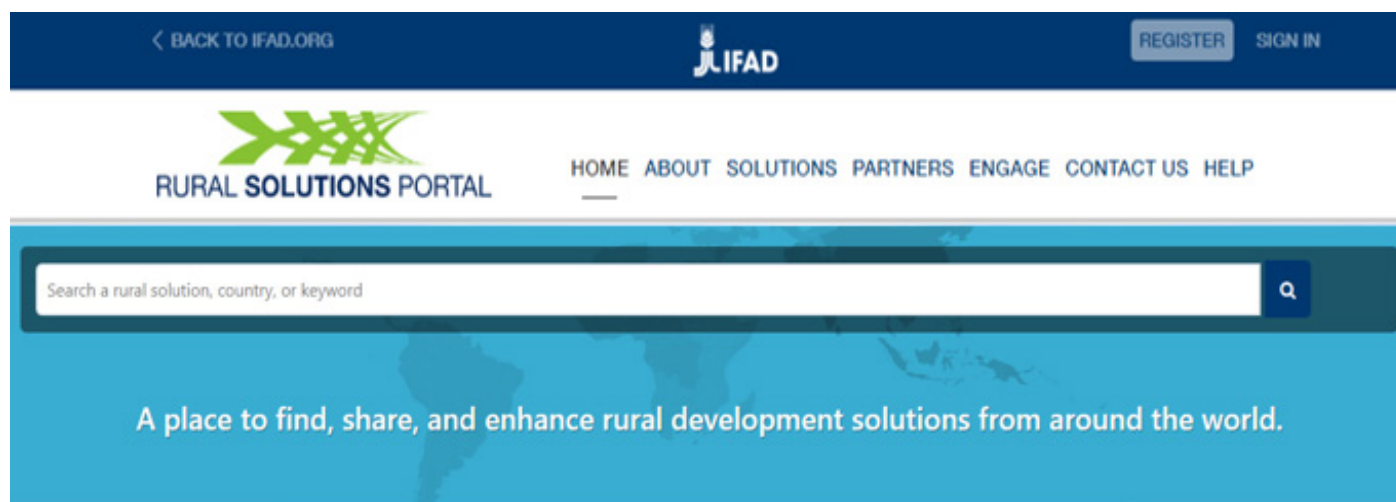 BACK TO IFAD.ORG
IFAD
REGISTER
SIGN IN
RURAL SOLUTIONS PORTAL
HOME ABOUT SOLUTIONS PARTNERS ENGAGE CONTACT US HELP
Search a rural solution, country, or keyword
A place to find, share, and enhance rural development solutions from around the world.